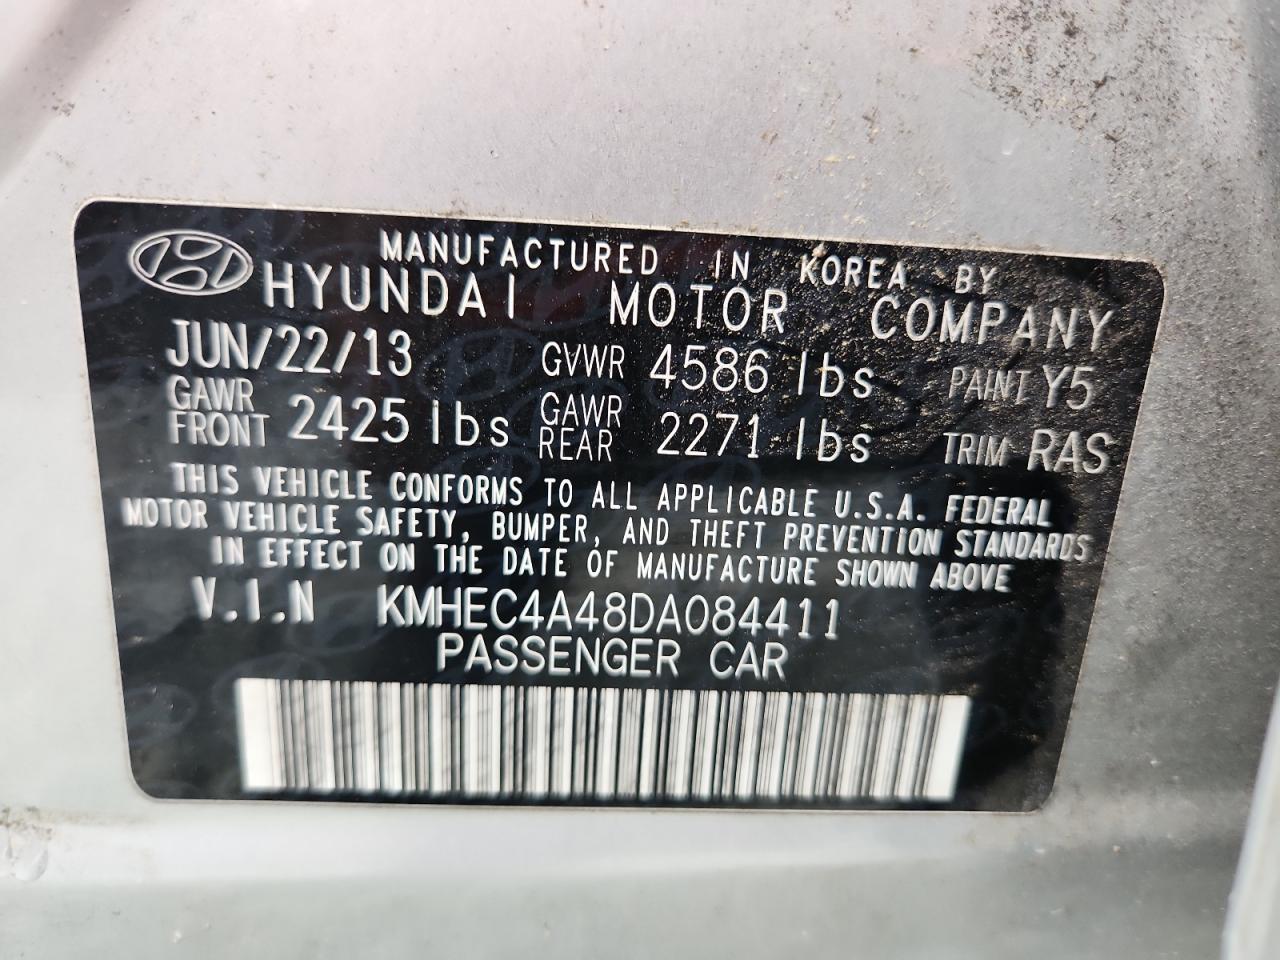 MANUFACTURED IN KOREA BY
HYUNDAI MOTOR COMPANY
JUN/22/13 GVWR 4586 lbs PAINT Y5
GAWR FRONT 2425 lbs GAWR REAR 2271 lbs TRIM RAS
THIS VEHICLE CONFORMS TO ALL APPLICABLE U.S.A. FEDERAL
MOTOR VEHICLE SAFETY, BUMPER, AND THEFT PREVENTION STANDARDS
IN EFFECT ON THE DATE OF MANUFACTURE SHOWN ABOVE
V.I.N KMHEC4A48DA084411
PASSENGER CAR